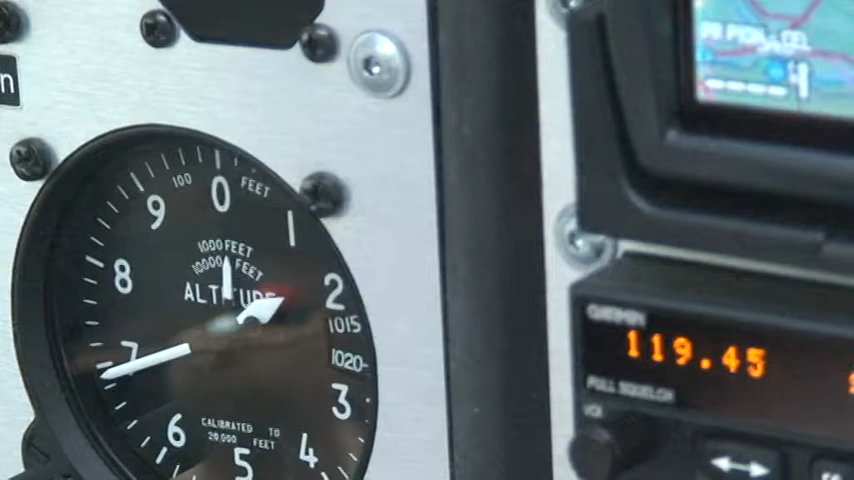 n
100 FEET
0
9
1
8
1000 FEET
10000 FEET
ALTITUDE
2
1015
1020
7
3
6
CALIBRATED TO
20,000 FEET
5
4
GARMIN
119.45
PULL SQUELCH